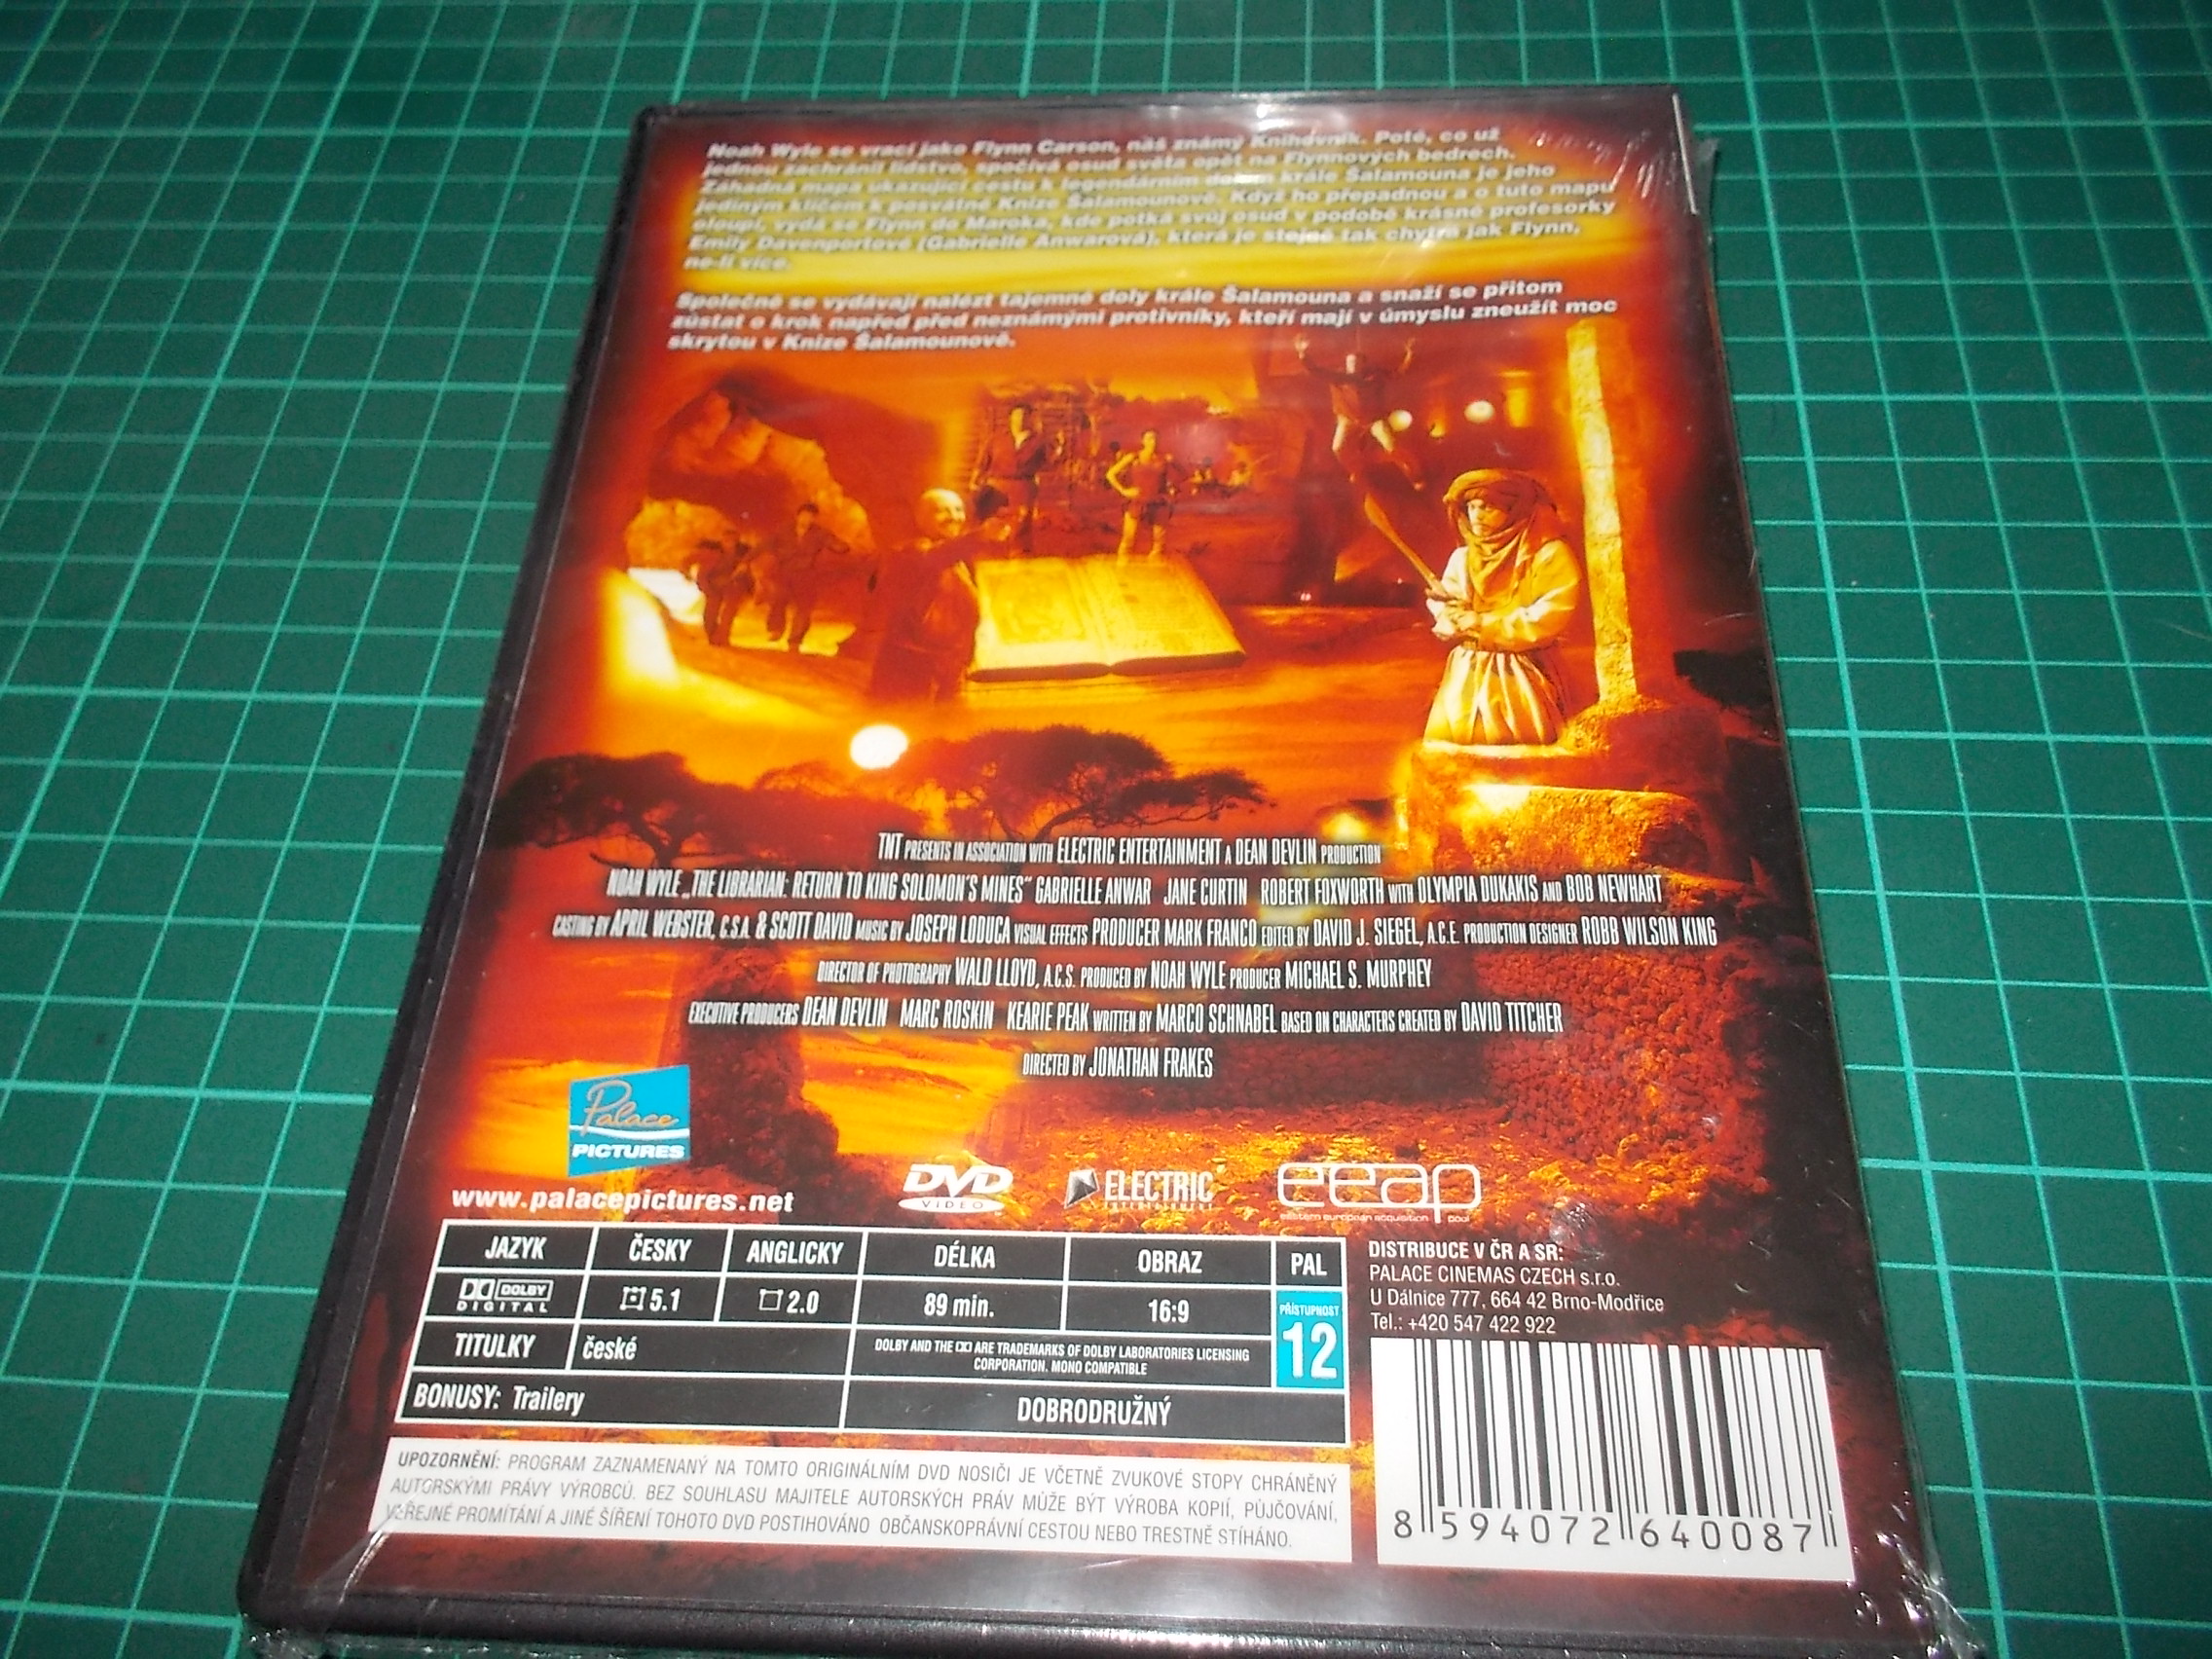 Noah Wyle se vrací jako Flynn Carson, náš známý Knihovník. Poté, co už
jednou zachránil lidstvo, spočívá osud světa opět na Flynnových bedrech.
Záhadná mapa ukazující cestu k legendárním dolům krále Šalamouna je jeho
jediným klíčem k posvátné Knize Šalamounově. Když ho přepadnou a o tuto mapu
oloupí, vydá se Flynn do Maroka, kde potká svůj osud v podobě krásné profesorky
Emily Davenportové (Gabrielle Anwarová), která je stejně tak chytrá jak Flynn,
ne-li více.
Společně se vydávají nalézt tajemné doly krále Šalamouna a snaží se přitom
zůstat o krok napřed před neznámými protivníky, kteří mají v úmyslu zneužít moc
skrytou v Knize Šalamounově.
TNT PRESENTS IN ASSOCIATION WITH ELECTRIC ENTERTAINMENT A DEAN DEVLIN PRODUCTION
NOAH WYLE „THE LIBRARIAN: RETURN TO KING SOLOMON'S MINES" GABRIELLE ANWAR JANE CURTIN ROBERT FOXWORTH WITH OLYMPIA DUKAKIS AND BOB NEWHART
CASTING BY APRIL WEBSTER, C.S.A. & SCOTT DAVID MUSIC BY JOSEPH LODUCA VISUAL EFFECTS PRODUCER MARK FRANCO EDITED BY DAVID J. SIEGEL, A.C.E. PRODUCTION DESIGNER ROBB WILSON KING
DIRECTOR OF PHOTOGRAPHY WALD LLOYD, A.C.S. PRODUCED BY NOAH WYLE PRODUCER MICHAEL S. MURPHEY
EXECUTIVE PRODUCERS DEAN DEVLIN MARC ROSKIN KEARIE PEAK WRITTEN BY MARCO SCHNABEL BASED ON CHARACTERS CREATED BY DAVID TITCHER
DIRECTED BY JONATHAN FRAKES
Palace
PICTURES
www.palacepictures.net
DVD
VIDEO
ELECTRIC
ENTERTAINMENT
eeap
eastern european acquisition pool
JAZYK ČESKY ANGLICKY DÉLKA OBRAZ PAL
DOLBY
DIGITAL
5.1 2.0 89 min. 16:9
PŘÍSTUPNOST
12
TITULKY české
DOLBY AND THE ARE TRADEMARKS OF DOLBY LABORATORIES LICENSING
CORPORATION. MONO COMPATIBLE
BONUSY: Trailery DOBRODRUŽNÝ
DISTRIBUCE V ČR A SR:
PALACE CINEMAS CZECH s.r.o.
U Dálnice 777, 664 42 Brno-Modřice
Tel.: +420 547 422 922
UPOZORNĚNÍ: PROGRAM ZAZNAMENANÝ NA TOMTO ORIGINÁLNÍM DVD NOSIČI JE VČETNĚ ZVUKOVÉ STOPY CHRÁNĚNÝ
AUTORSKÝMI PRÁVY VÝROBCŮ. BEZ SOUHLASU MAJITELE AUTORSKÝCH PRÁV MŮŽE BÝT VÝROBA KOPIÍ, PŮJČOVÁNÍ,
VEŘEJNÉ PROMÍTÁNÍ A JINÉ ŠÍŘENÍ TOHOTO DVD POSTIHOVÁNO OBČANSKOPRÁVNÍ CESTOU NEBO TRESTNĚ STÍHÁNO.
8 594072 640087